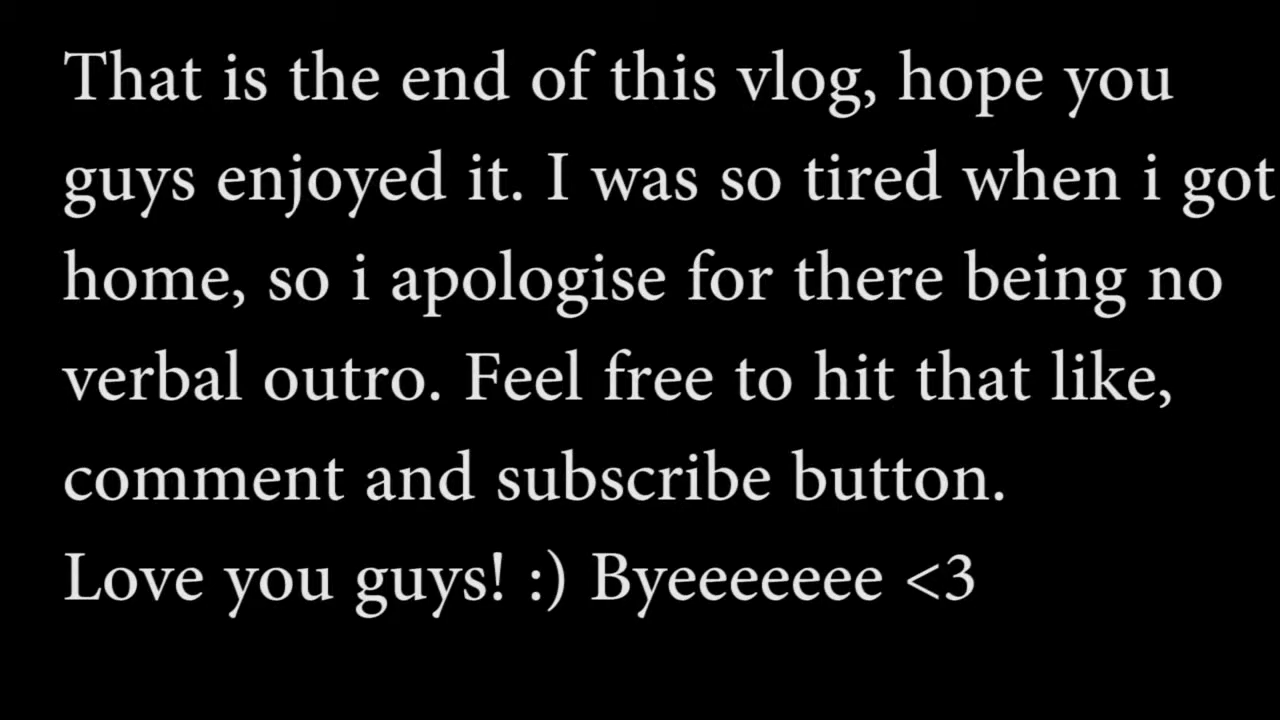 That is the end of this vlog, hope you
guys enjoyed it. I was so tired when i got
home, so i apologise for there being no
verbal outro. Feel free to hit that like,
comment and subscribe button.
Love you guys! :) Byeeeeeee <3